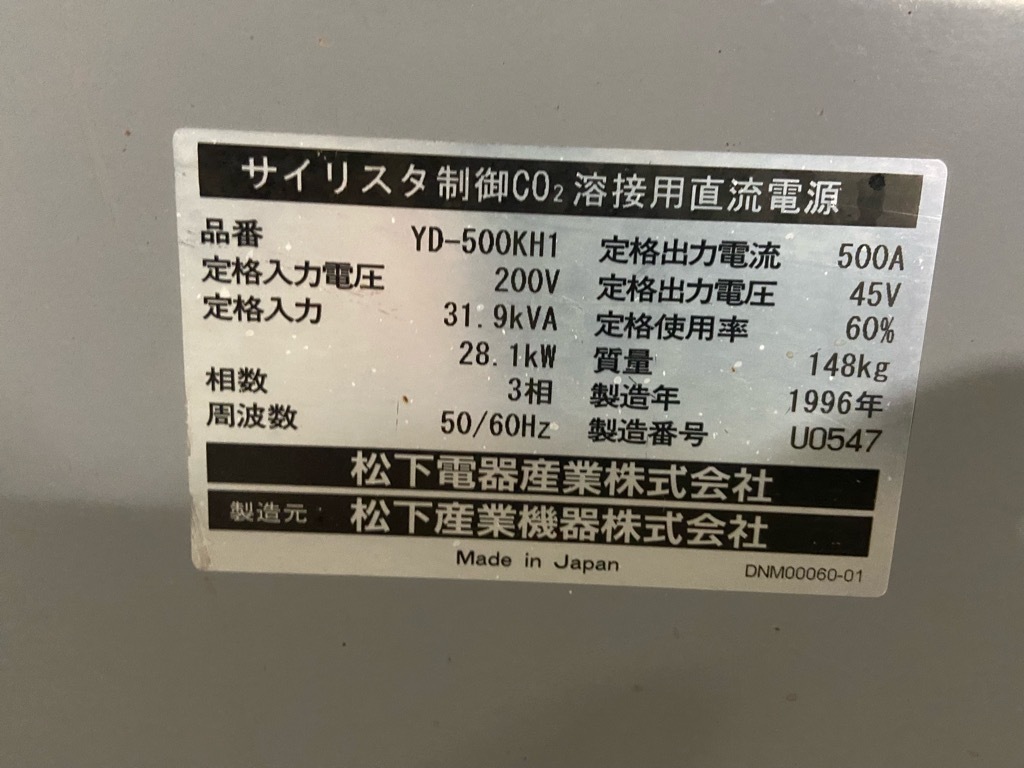 サイリスタ制御CO₂溶接用直流電源
品番 YD-500KH1
定格入力電圧 200V
定格入力 31.9kVA
28.1kW
相数 3相
周波数 50/60Hz
定格出力電流 500A
定格出力電圧 45V
定格使用率 60%
質量 148kg
製造年 1996年
製造番号 U0547
松下電器産業株式会社
製造元 松下産業機器株式会社
Made in Japan
DNM00060-01